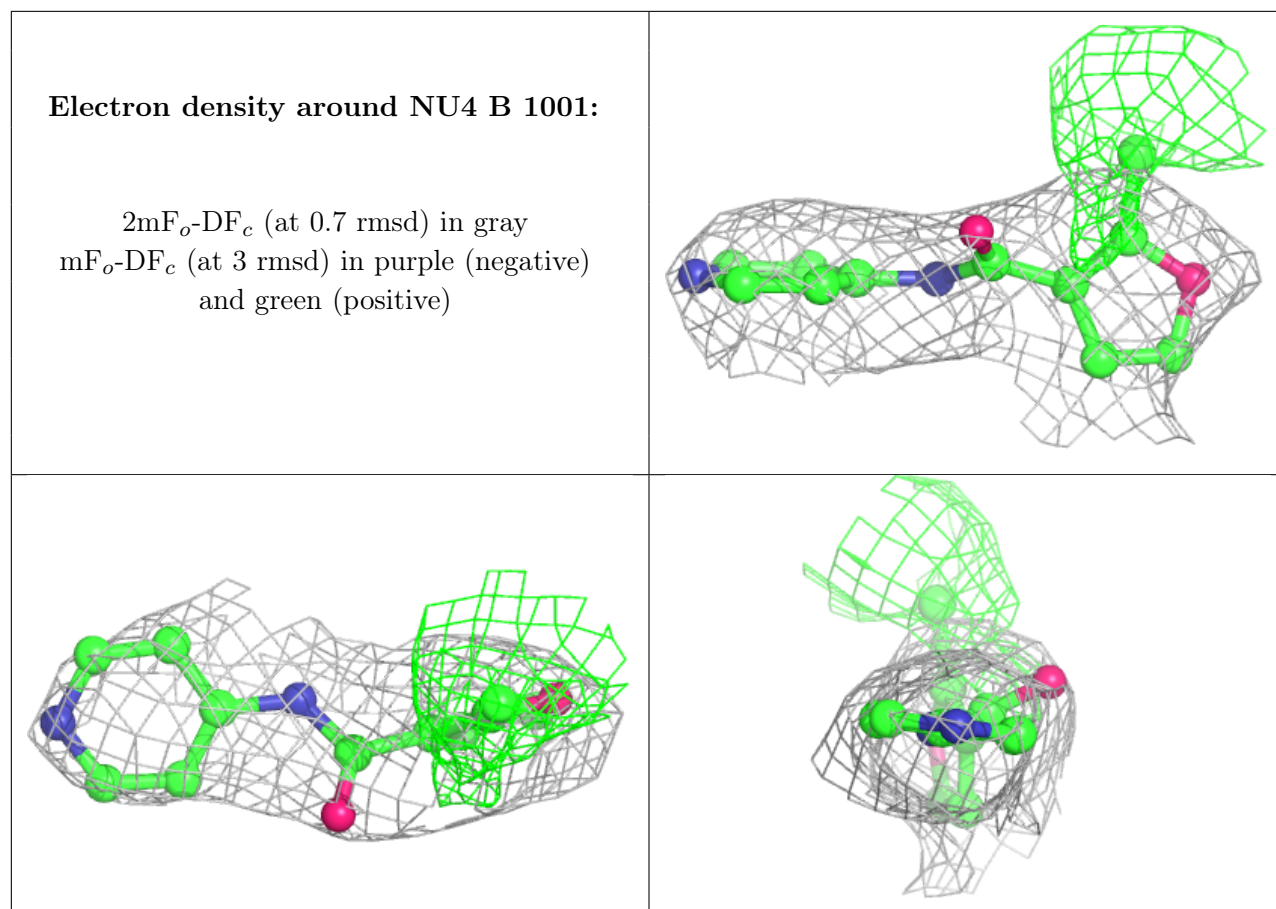 Electron density around NU4 B 1001:
2mFo-DFc (at 0.7 rmsd) in gray
mFo-DFc (at 3 rmsd) in purple (negative)
and green (positive)